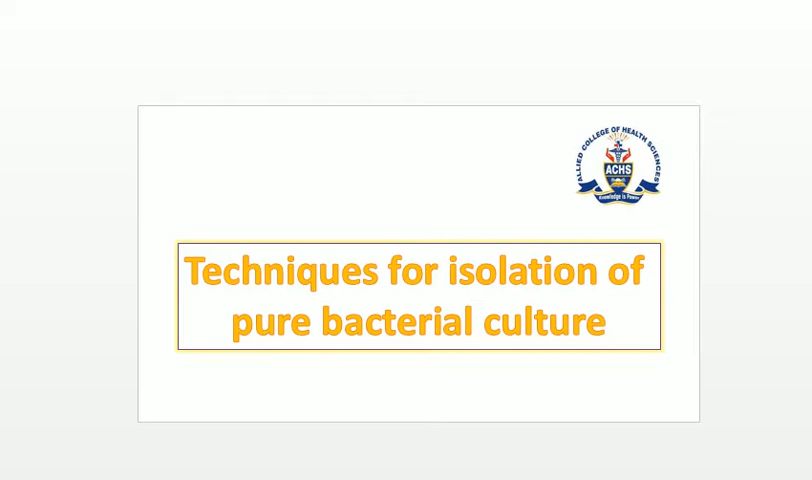 ALLIED COLLEGE OF HEALTH SCIENCES
ACHS
Knowledge is Power
Techniques for isolation of
pure bacterial culture